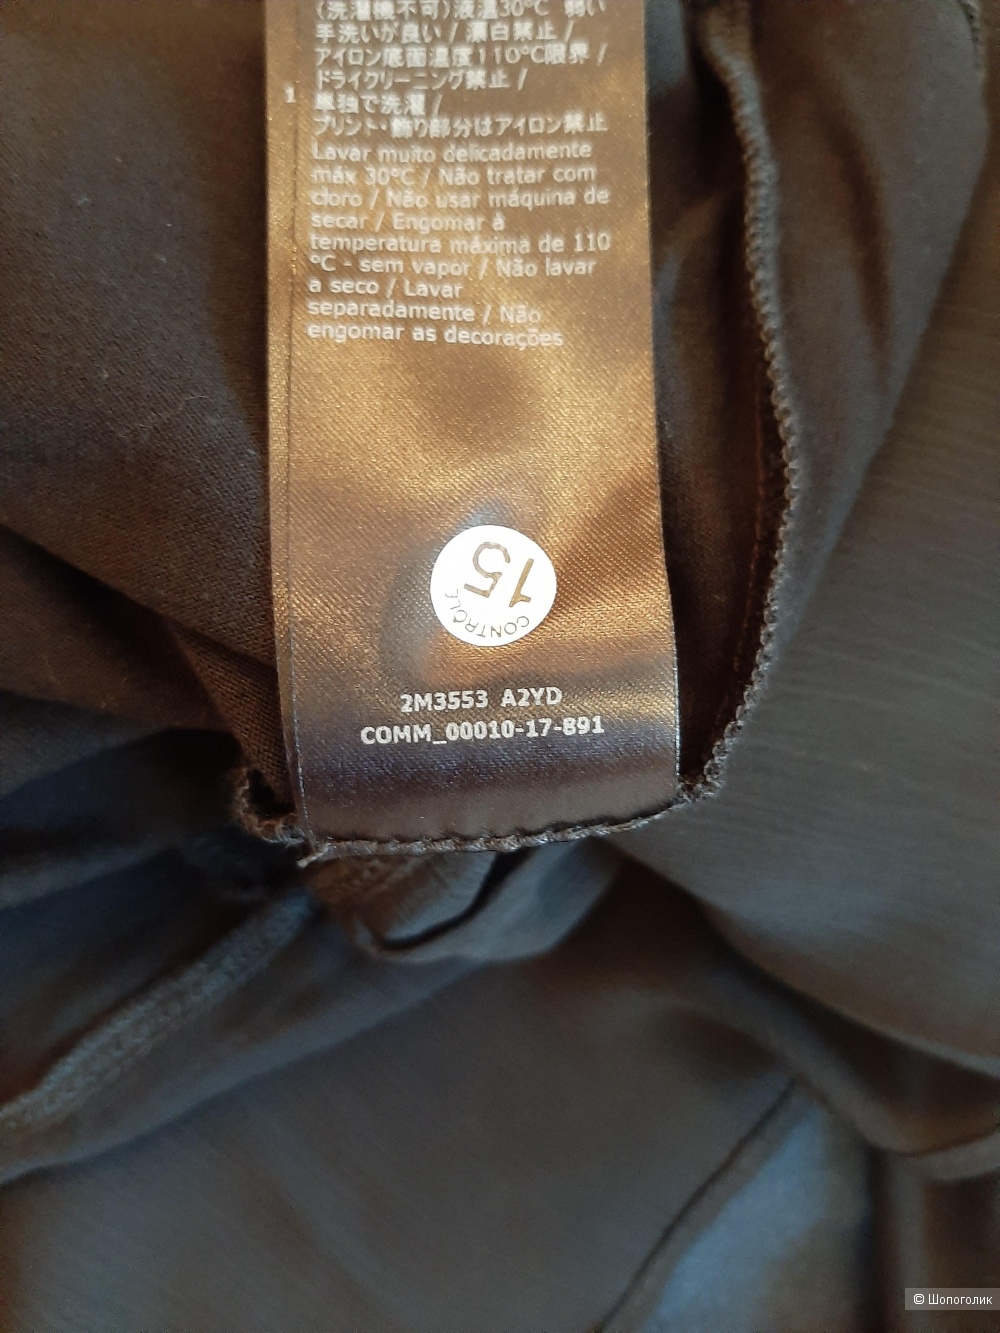 (洗濯機不可)液温30℃ 弱い
手洗いが良い / 漂白禁止 /
アイロン底面温度110℃限界 /
ドライクリーニング禁止 /
単独で洗濯 /
プリント・飾り部分はアイロン禁止
1
Lavar muito delicadamente
máx 30°C / Não tratar com
cloro / Não usar máquina de
secar / Engomar à
temperatura máxima de 110
°C - sem vapor / Não lavar
a seco / Lavar
separadamente / Não
engomar as decorações
15
CONTRÔLE
2M3553 A2YD
COMM_00010-17-B91
© Шопоголик